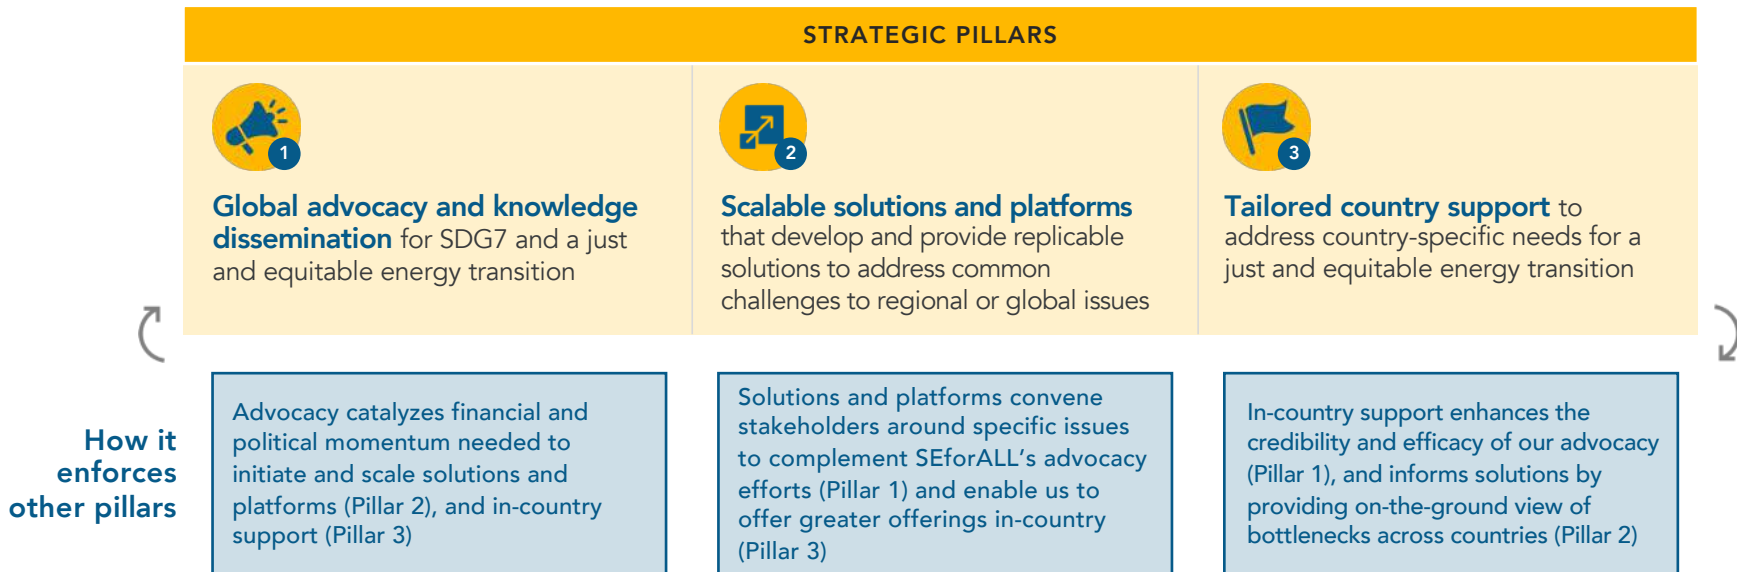 STRATEGIC PILLARS
1
Global advocacy and knowledge
dissemination for SDG7 and a just
and equitable energy transition
2
Scalable solutions and platforms
that develop and provide replicable
solutions to address common
challenges to regional or global issues
3
Tailored country support to
address country-specific needs for a
just and equitable energy transition
How it
enforces
other pillars
Advocacy catalyzes financial and
political momentum needed to
initiate and scale solutions and
platforms (Pillar 2), and in-country
support (Pillar 3)
Solutions and platforms convene
stakeholders around specific issues
to complement SEforALL's advocacy
efforts (Pillar 1) and enable us to
offer greater offerings in-country
(Pillar 3)
In-country support enhances the
credibility and efficacy of our advocacy
(Pillar 1), and informs solutions by
providing on-the-ground view of
bottlenecks across countries (Pillar 2)